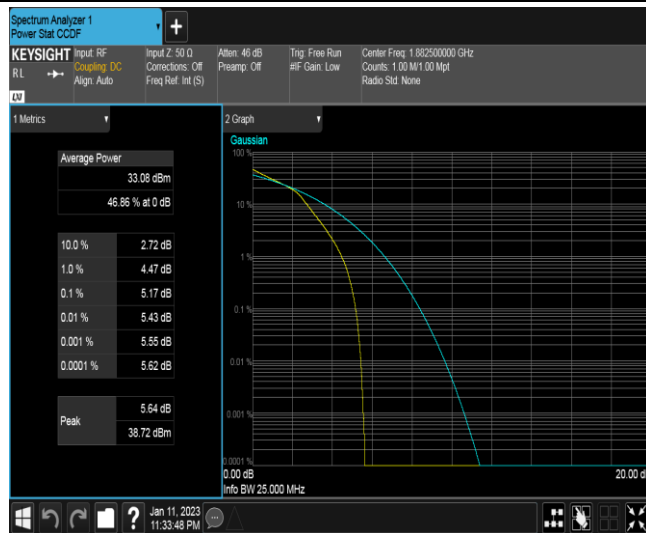 Spectrum Analyzer 1
Power Stat CCDF
+
KEYSIGHT
RL
LXI
Input: RF
Coupling: DC
Align: Auto
Input Z: 50 Ω
Corrections: Off
Freq Ref: Int (S)
Atten: 46 dB
Preamp: Off
Trig: Free Run
#IF Gain: Low
Center Freq: 1.882500000 GHz
Counts: 1.00 M/1.00 Mpt
Radio Std: None
1 Metrics
Average Power
33.08 dBm
46.86 % at 0 dB
10.0 % 2.72 dB
1.0 % 4.47 dB
0.1 % 5.17 dB
0.01 % 5.43 dB
0.001 % 5.55 dB
0.0001 % 5.62 dB
Peak
5.64 dB
38.72 dBm
2 Graph
Gaussian
100 %
10 %
1 %
0.1 %
0.01 %
0.001 %
0.0001 %
0.00 dB
20.00 d
Info BW 25.000 MHz
?
Jan 11, 2023
11:33:48 PM